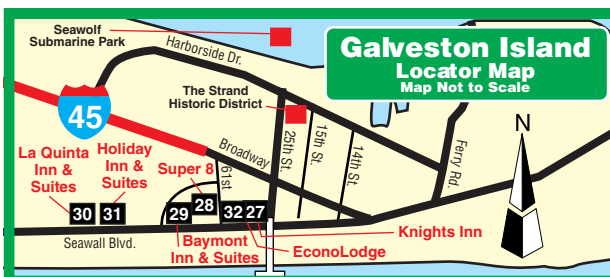 Seawolf
Submarine Park
Harborside Dr.
Galveston Island
Locator Map
Map Not to Scale
The Strand
Historic District
45
N
La Quinta
Inn &
Suites
Holiday
Inn &
Suites
Super 8
Broadway
61st
25th St.
15th St.
14th St.
Ferry Rd.
30
31
29
28
32
27
Seawall Blvd.
Baymont
Inn & Suites
EconoLodge
Knights Inn